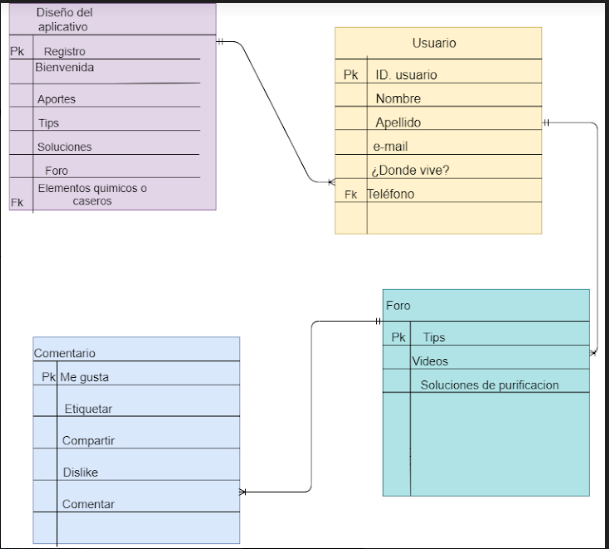 Diseño del
aplicativo
Pk Registro
Bienvenida
Aportes
Tips
Soluciones
Foro
Elementos quimicos o
caseros
Fk
Usuario
Pk ID. usuario
Nombre
Apellido
e-mail
¿Donde vive?
Fk Teléfono
Foro
Pk Tips
Videos
Soluciones de purificacion
Comentario
Pk Me gusta
Etiquetar
Compartir
Dislike
Comentar